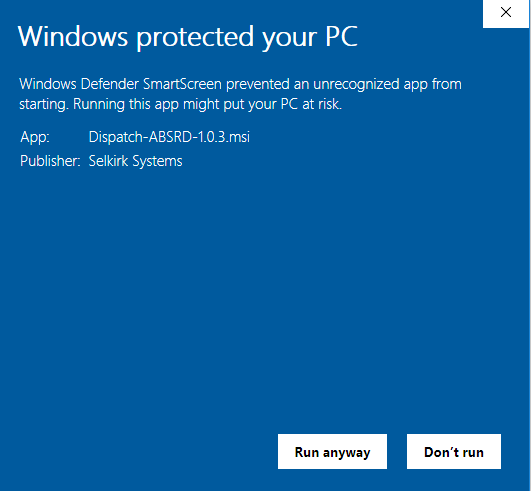 Windows protected your PC
Windows Defender SmartScreen prevented an unrecognized app from
starting. Running this app might put your PC at risk.
App: Dispatch-ABSRD-1.0.3.msi
Publisher: Selkirk Systems
Run anyway Don’t run